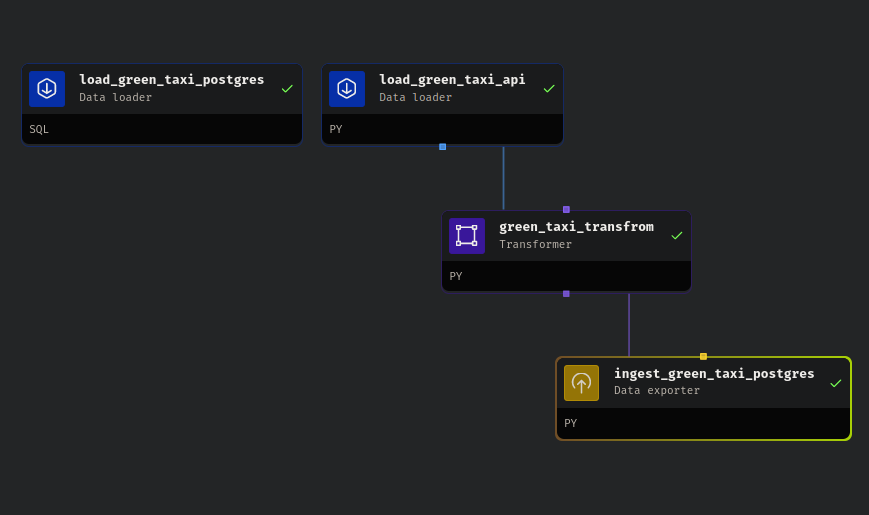 load_green_taxi_postgres
Data loader
SQL
load_green_taxi_api
Data loader
PY
green_taxi_transfrom
Transformer
PY
ingest_green_taxi_postgres
Data exporter
PY